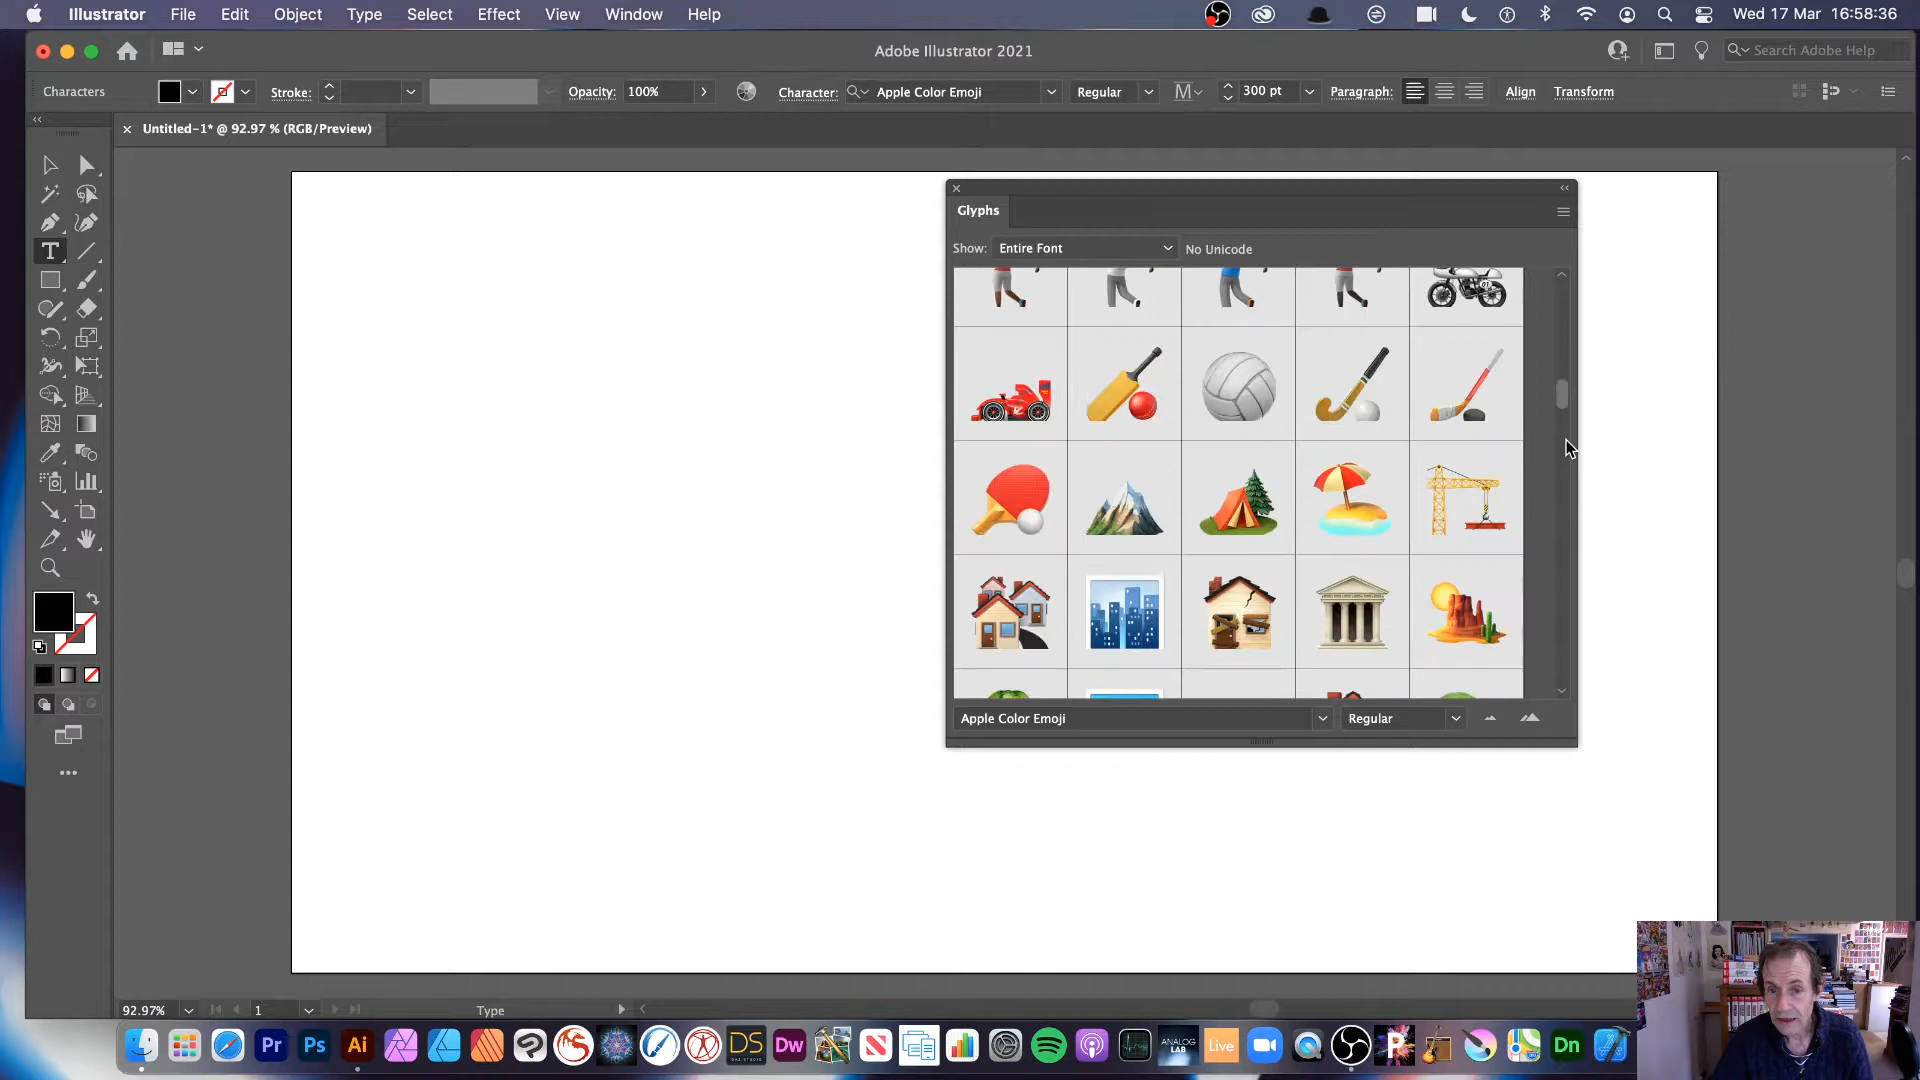 Illustrator File Edit Object Type Select Effect View Window Help Wed 17 Mar 16:58:36
Adobe Illustrator 2021 Search Adobe Help
Characters Stroke: Opacity: 100% Character: Apple Color Emoji Regular 300 pt Paragraph: Align Transform
× Untitled-1* @ 92.97 % (RGB/Preview)
Glyphs
Show: Entire Font No Unicode
Apple Color Emoji Regular
92.97% 1 Type
Pr Ps Ai DS Dw ANALOG LAB Live P Dn